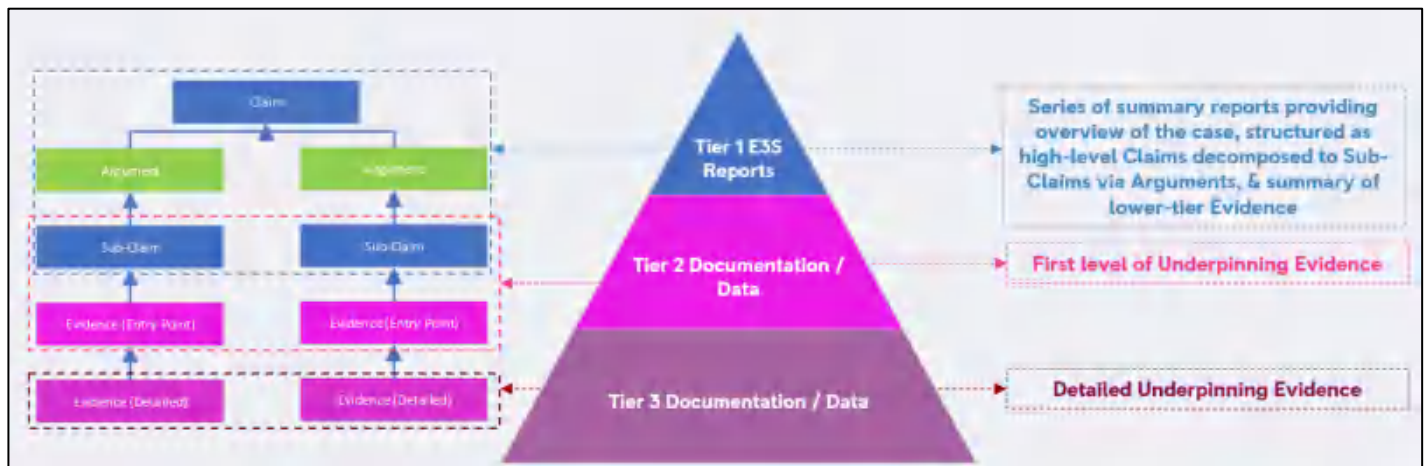 Claim
Argument
Argument
Sub-Claim
Sub-Claim
Evidence (Entry Point)
Evidence (Entry Point)
Evidence (Detailed)
Evidence (Detailed)
Tier 1 E3S
Reports
Tier 2 Documentation /
Data
Tier 3 Documentation / Data
Series of summary reports providing
overview of the case, structured as
high-level Claims decomposed to Sub-
Claims via Arguments, & summary of
lower-tier Evidence
First level of Underpinning Evidence
Detailed Underpinning Evidence